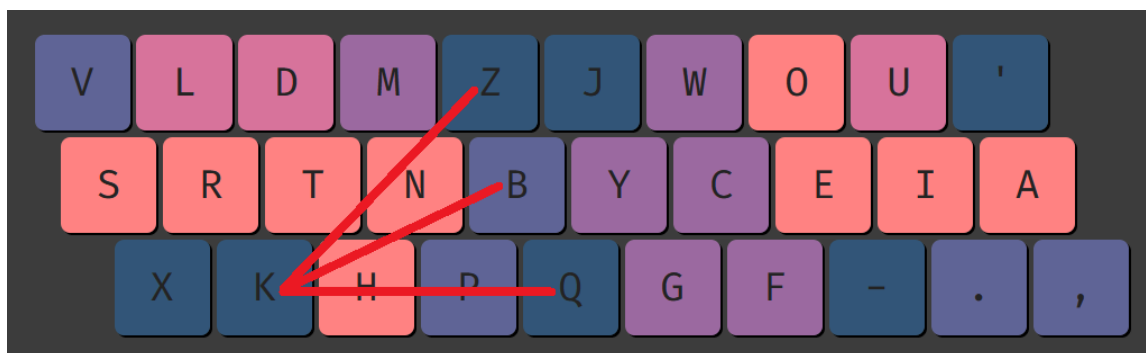 V L D M Z J W O U '
S R T N B Y C E I A
X K H P Q G F - . ,